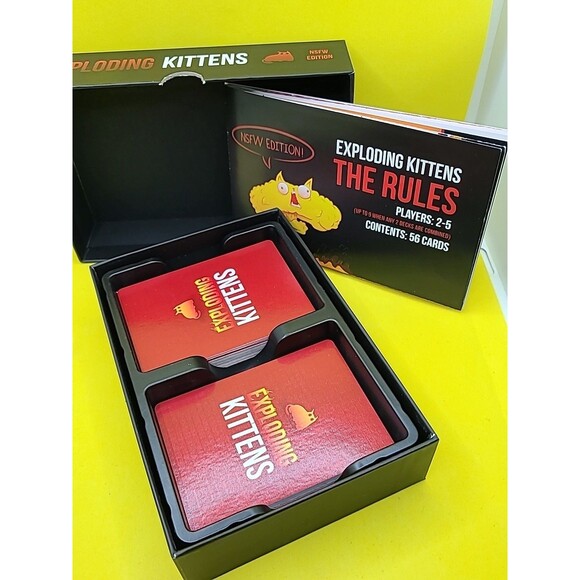 PLODING KITTENS
NSFW
EDITION
NSFW EDITION!
EXPLODING KITTENS
THE RULES
PLAYERS: 2-5
(UP TO 9 WHEN ANY 2 DECKS ARE COMBINED)
CONTENTS: 56 CARDS
EXPLODING
KITTENS
EXPLODING
KITTENS